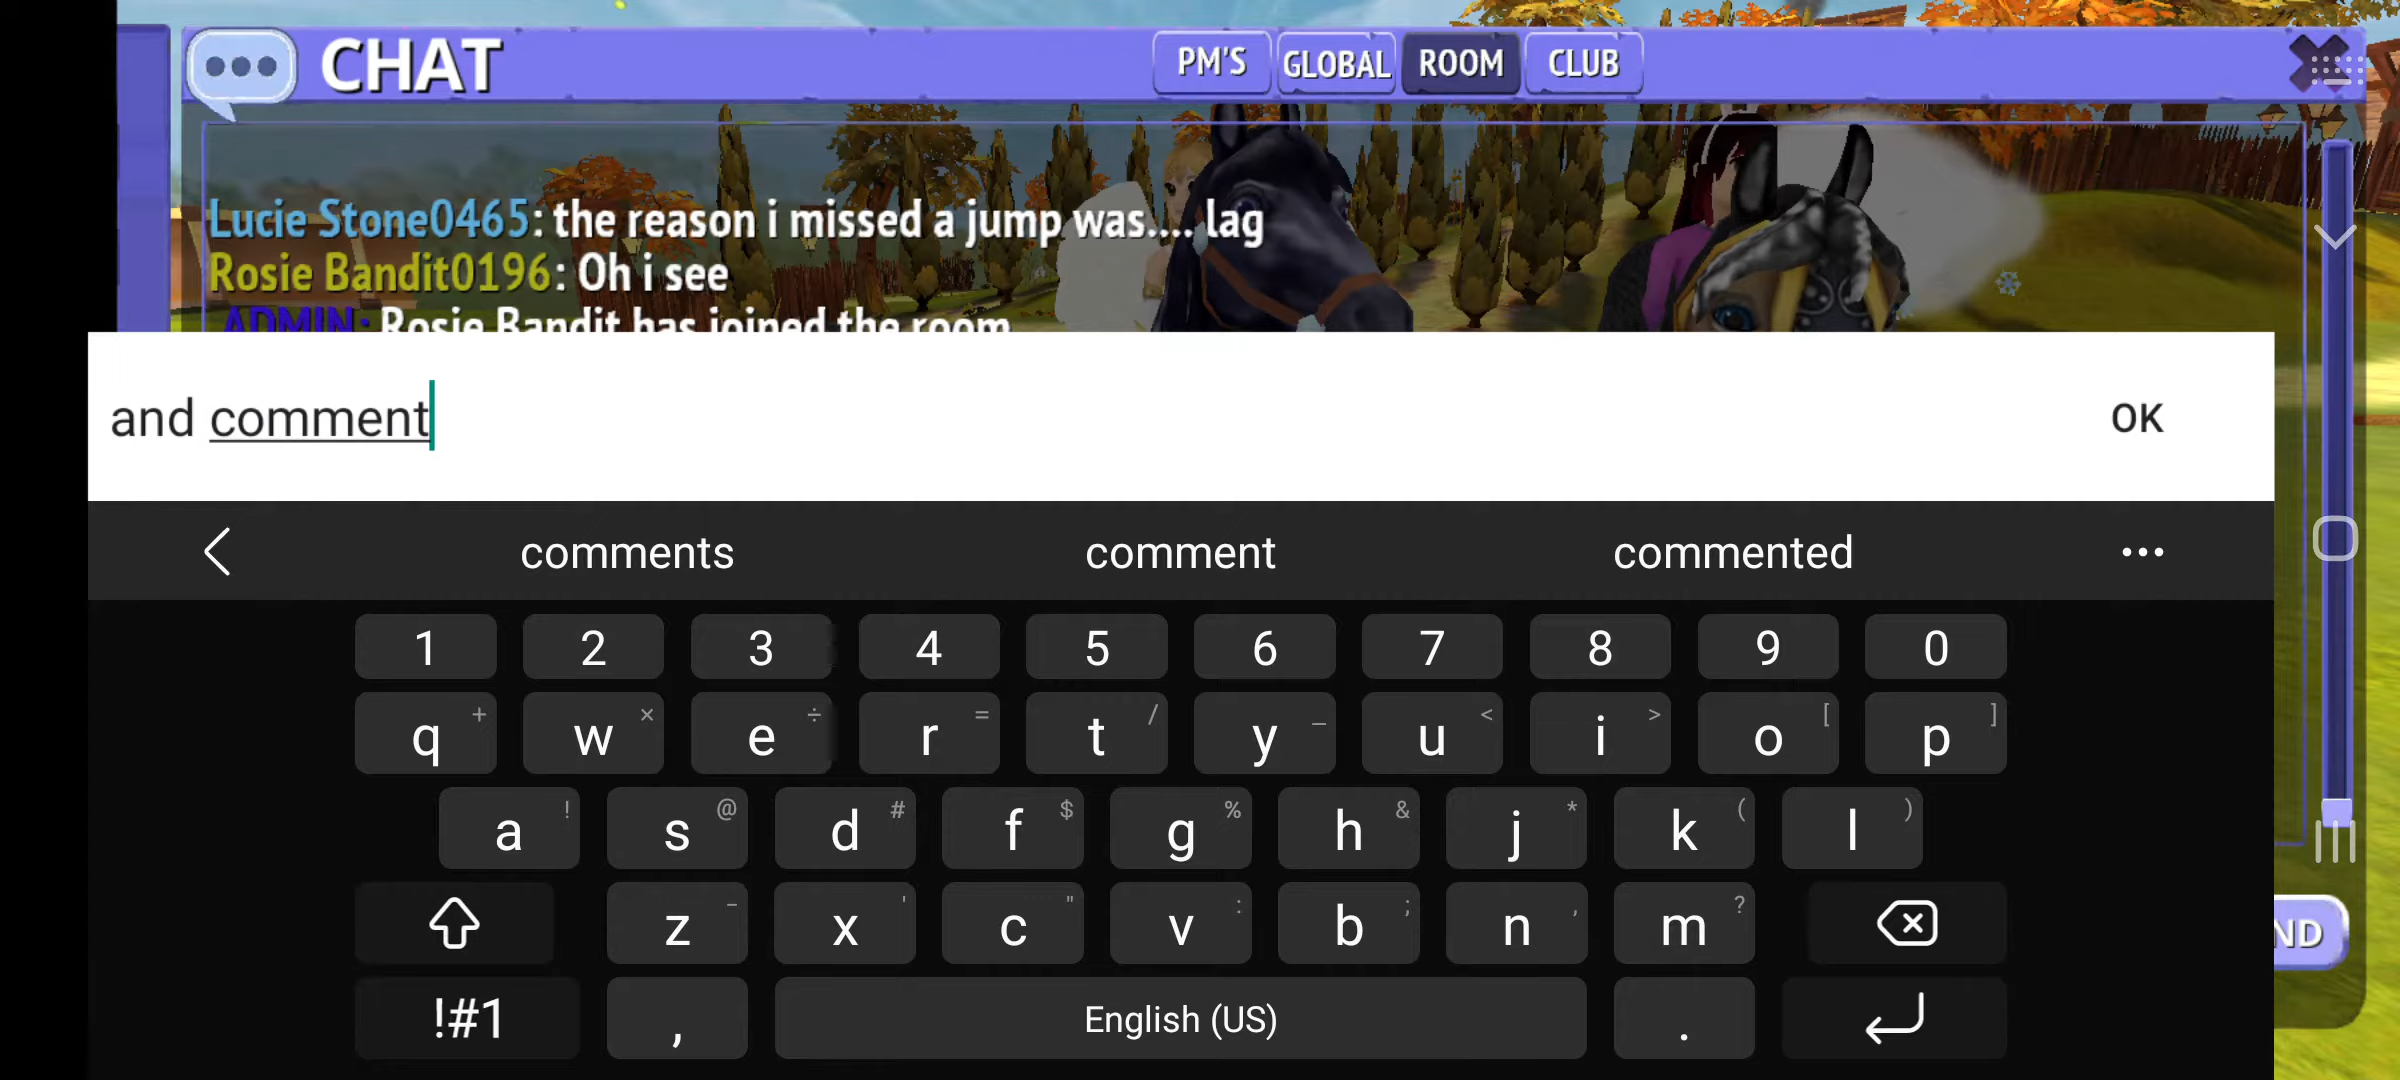 CHAT
PM'S GLOBAL ROOM CLUB
Lucie Stone0465: the reason i missed a jump was.... lag
Rosie Bandit0196: Oh i see
ADMIN: Rosie Bandit has joined the room
and comment
OK
comments comment commented
1 2 3 4 5 6 7 8 9 0
q + w × e ÷ r = t / y _ u < i > o [ p ]
a ! s @ d # f $ g % h & j * k ( l )
z - x ' c " v : b ; n , m ?
ND
!#1 , English (US) .